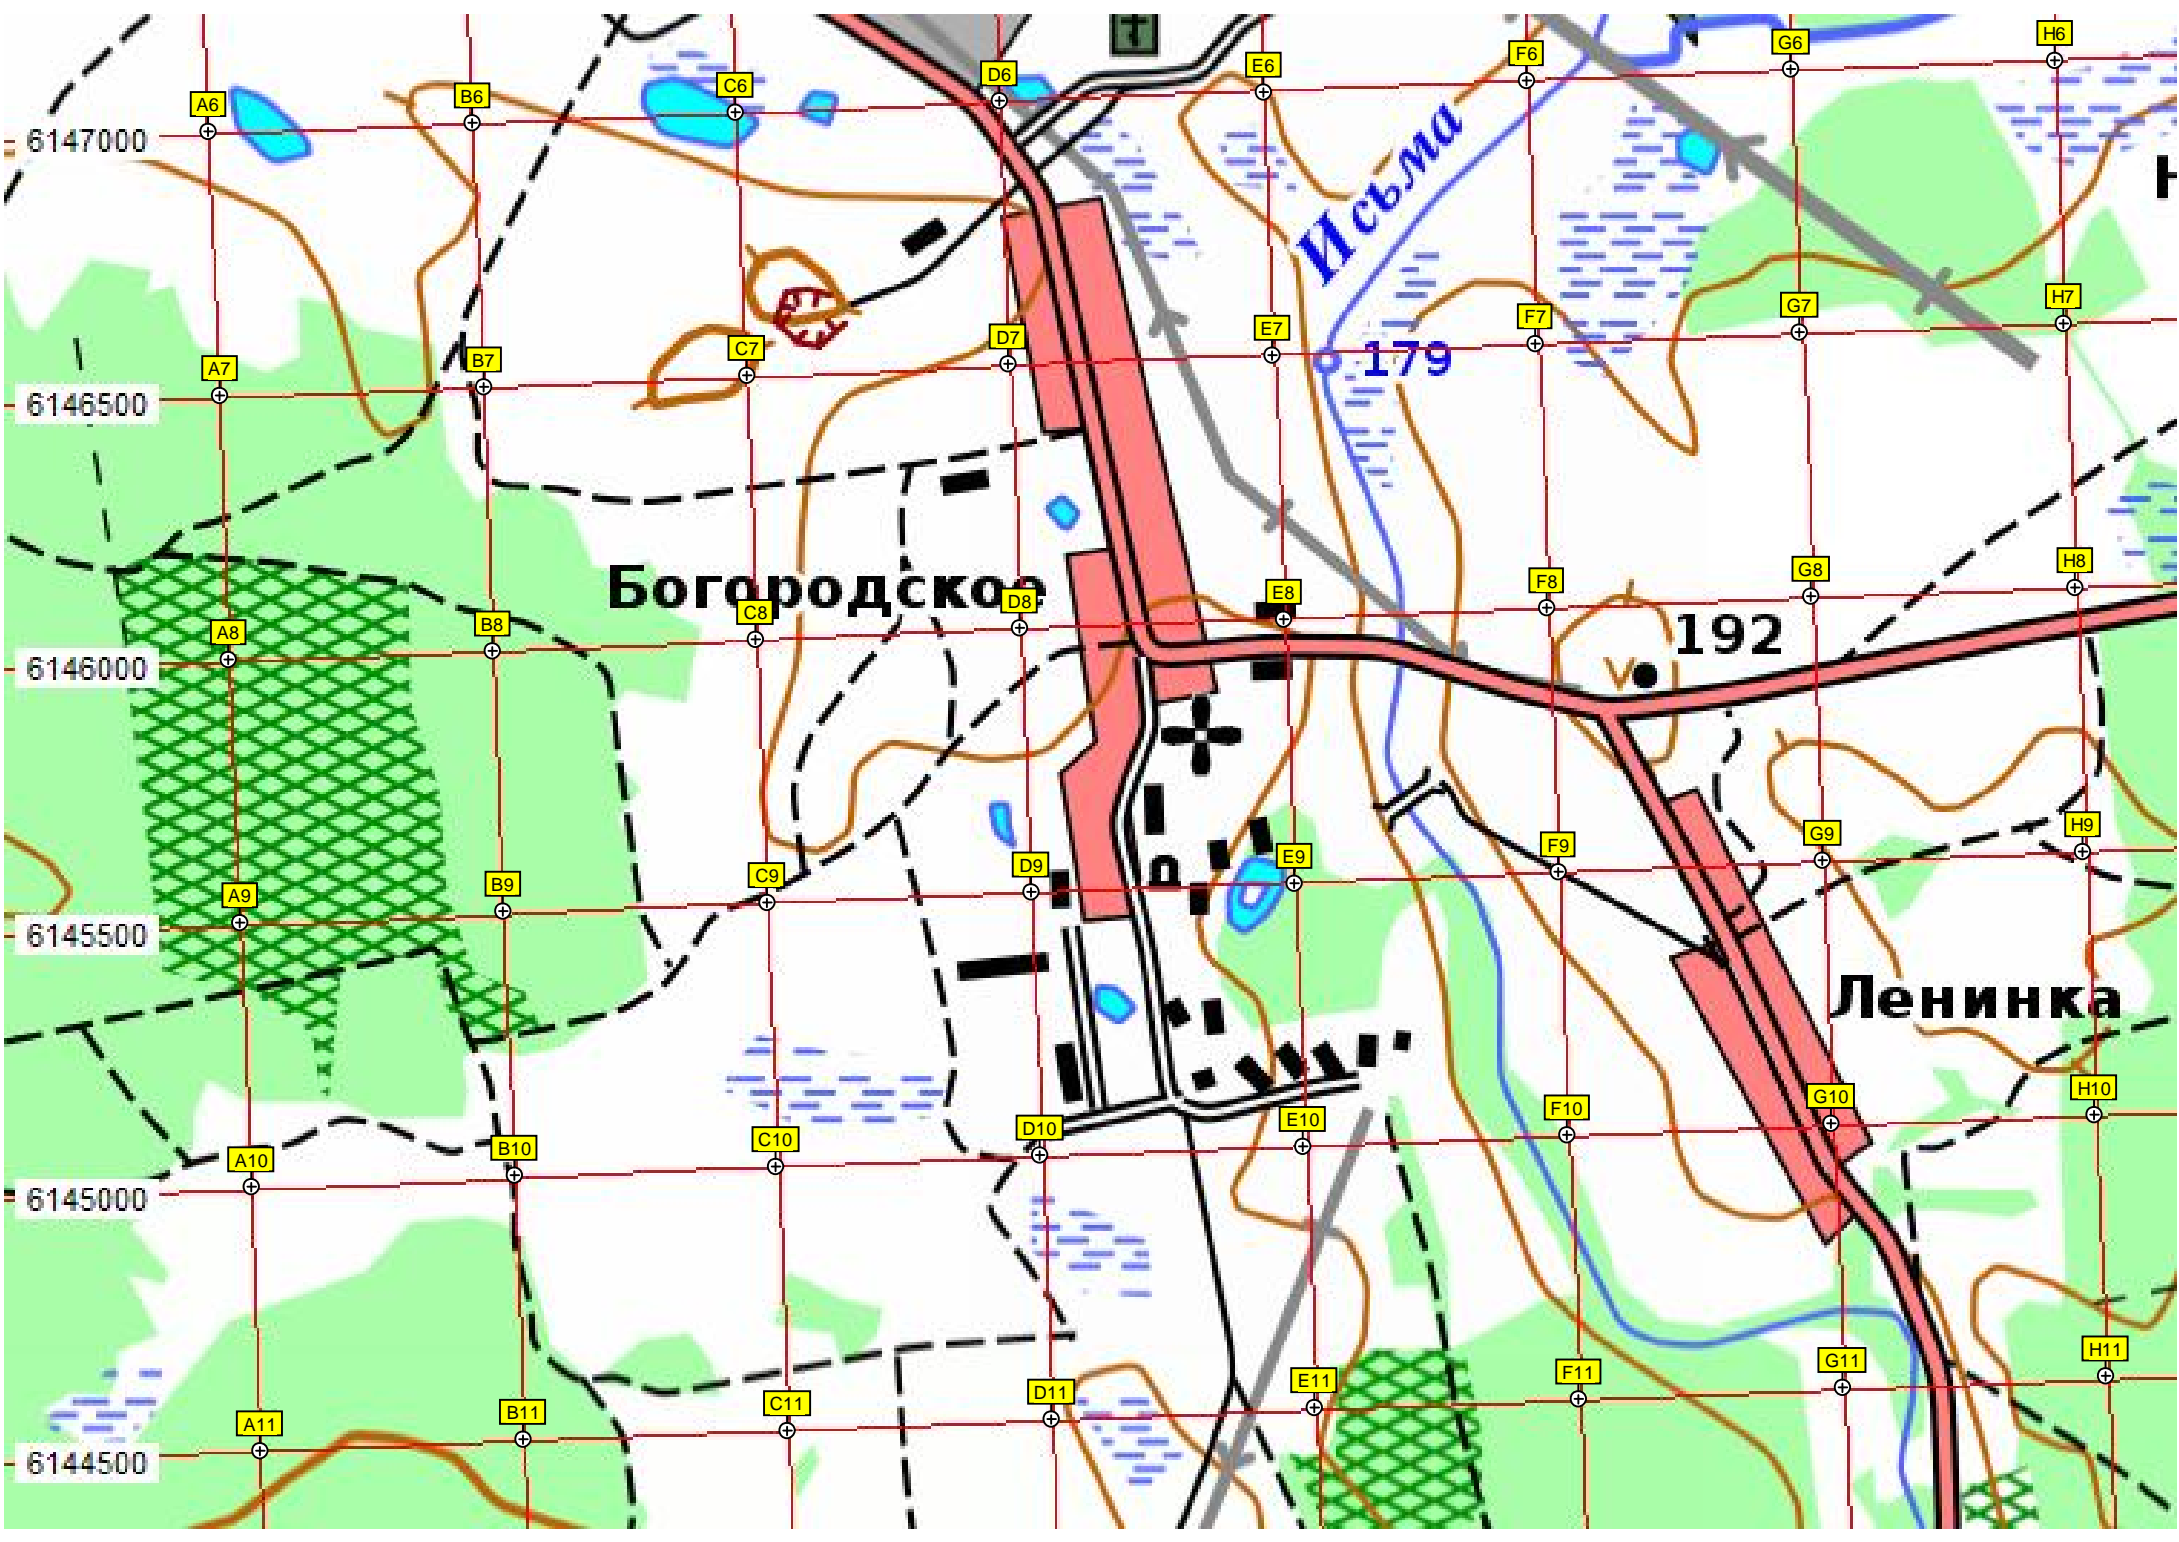 A6 B6 C6 D6 E6 F6 G6 H6
6147000
Исьма
Н
A7 B7 C7 D7 E7 F7 G7 H7
179
6146500
Богородское
A8 B8 C8 D8 E8 F8 G8 H8
192
6146000
A9 B9 C9 D9 E9 F9 G9 H9
6145500
Ленинка
A10 B10 C10 D10 E10 F10 G10 H10
6145000
A11 B11 C11 D11 E11 F11 G11 H11
6144500